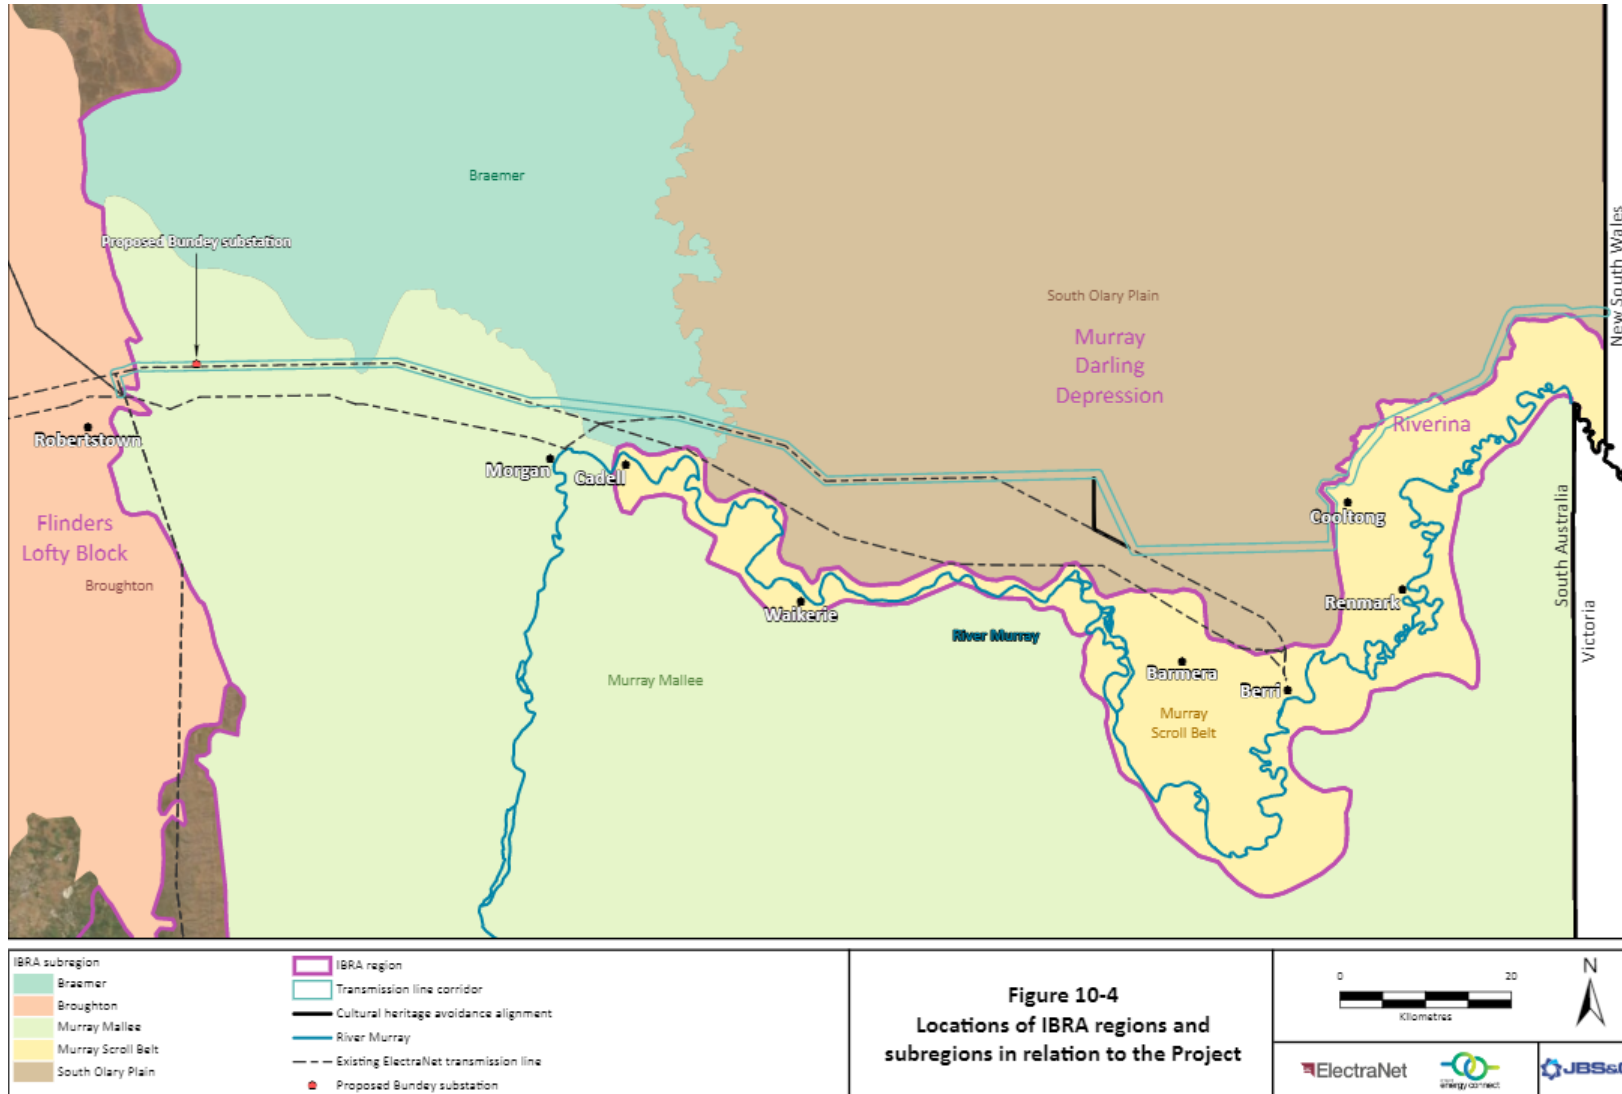 Braemer
Proposed Bundey substation
New South Wales
South Olary Plain
Murray
Darling
Depression
Riverina
Robertstown
Morgan
Cadell
Cooltong
Flinders
Lofty Block
Broughton
South Australia
Victoria
Renmark
Waikerie
River Murray
Murray Mallee
Barmera
Berri
Murray
Scroll Belt
IBRA subregion
Braemer
Broughton
Murray Mallee
Murray Scroll Belt
South Olary Plain
IBRA region
Transmission line corridor
Cultural heritage avoidance alignment
River Murray
Existing ElectraNet transmission line
Proposed Bundey substation
Figure 10-4
Locations of IBRA regions and
subregions in relation to the Project
0 20
Kilometres
N
ElectraNet
energy connect
JBS&G